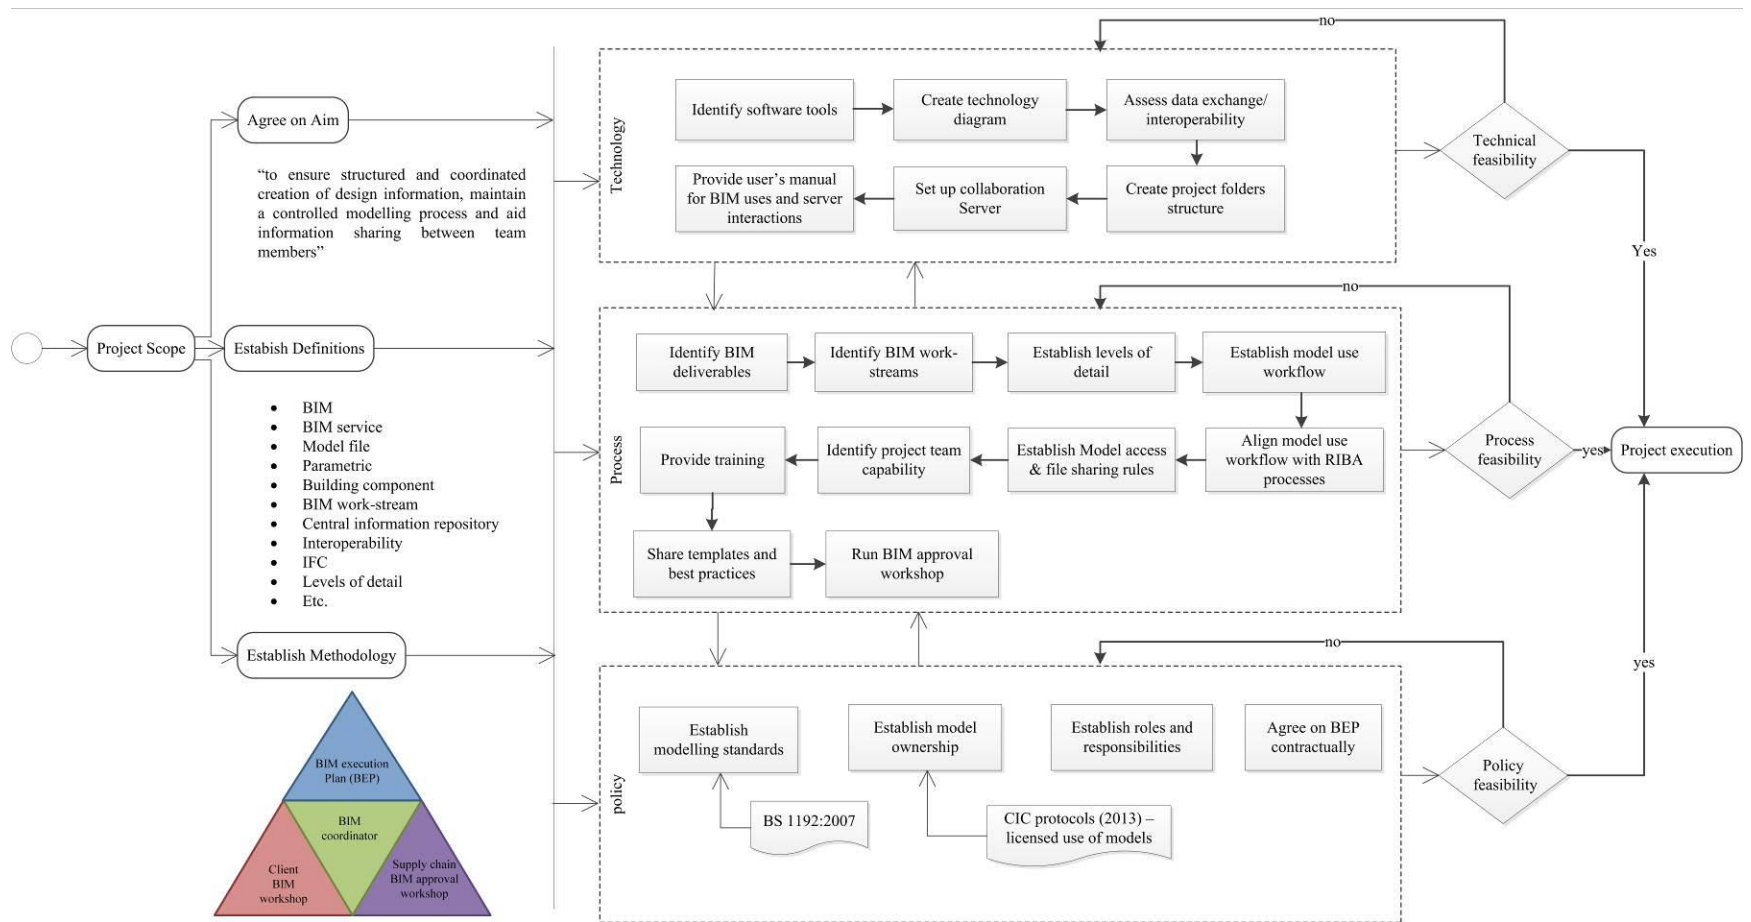 no
Agree on Aim
“to ensure structured and coordinated
creation of design information, maintain
a controlled modelling process and aid
information sharing between team
members”
Project Scope
Estabish Definitions
BIM
BIM service
Model file
Parametric
Building component
BIM work-stream
Central information repository
Interoperability
IFC
Levels of detail
Etc.
Establish Methodology
BIM execution
Plan (BEP)
BIM
coordinator
Client
BIM
workshop
Supply chain
BIM approval
workshop
Technology
Identify software tools
Create technology
diagram
Assess data exchange/
interoperability
Provide user’s manual
for BIM uses and server
interactions
Set up collaboration
Server
Create project folders
structure
Technical
feasibility
Yes
no
Process
Identify BIM
deliverables
Identify BIM work-
streams
Establish levels of
detail
Establish model use
workflow
Provide training
Identify project team
capability
Establish Model access
& file sharing rules
Align model use
workflow with RIBA
processes
Share templates and
best practices
Run BIM approval
workshop
Process
feasibility
yes
Project execution
no
yes
policy
Establish
modelling standards
Establish model
ownership
Establish roles and
responsibilities
Agree on BEP
contractually
BS 1192:2007
CIC protocols (2013) –
licensed use of models
Policy
feasibility